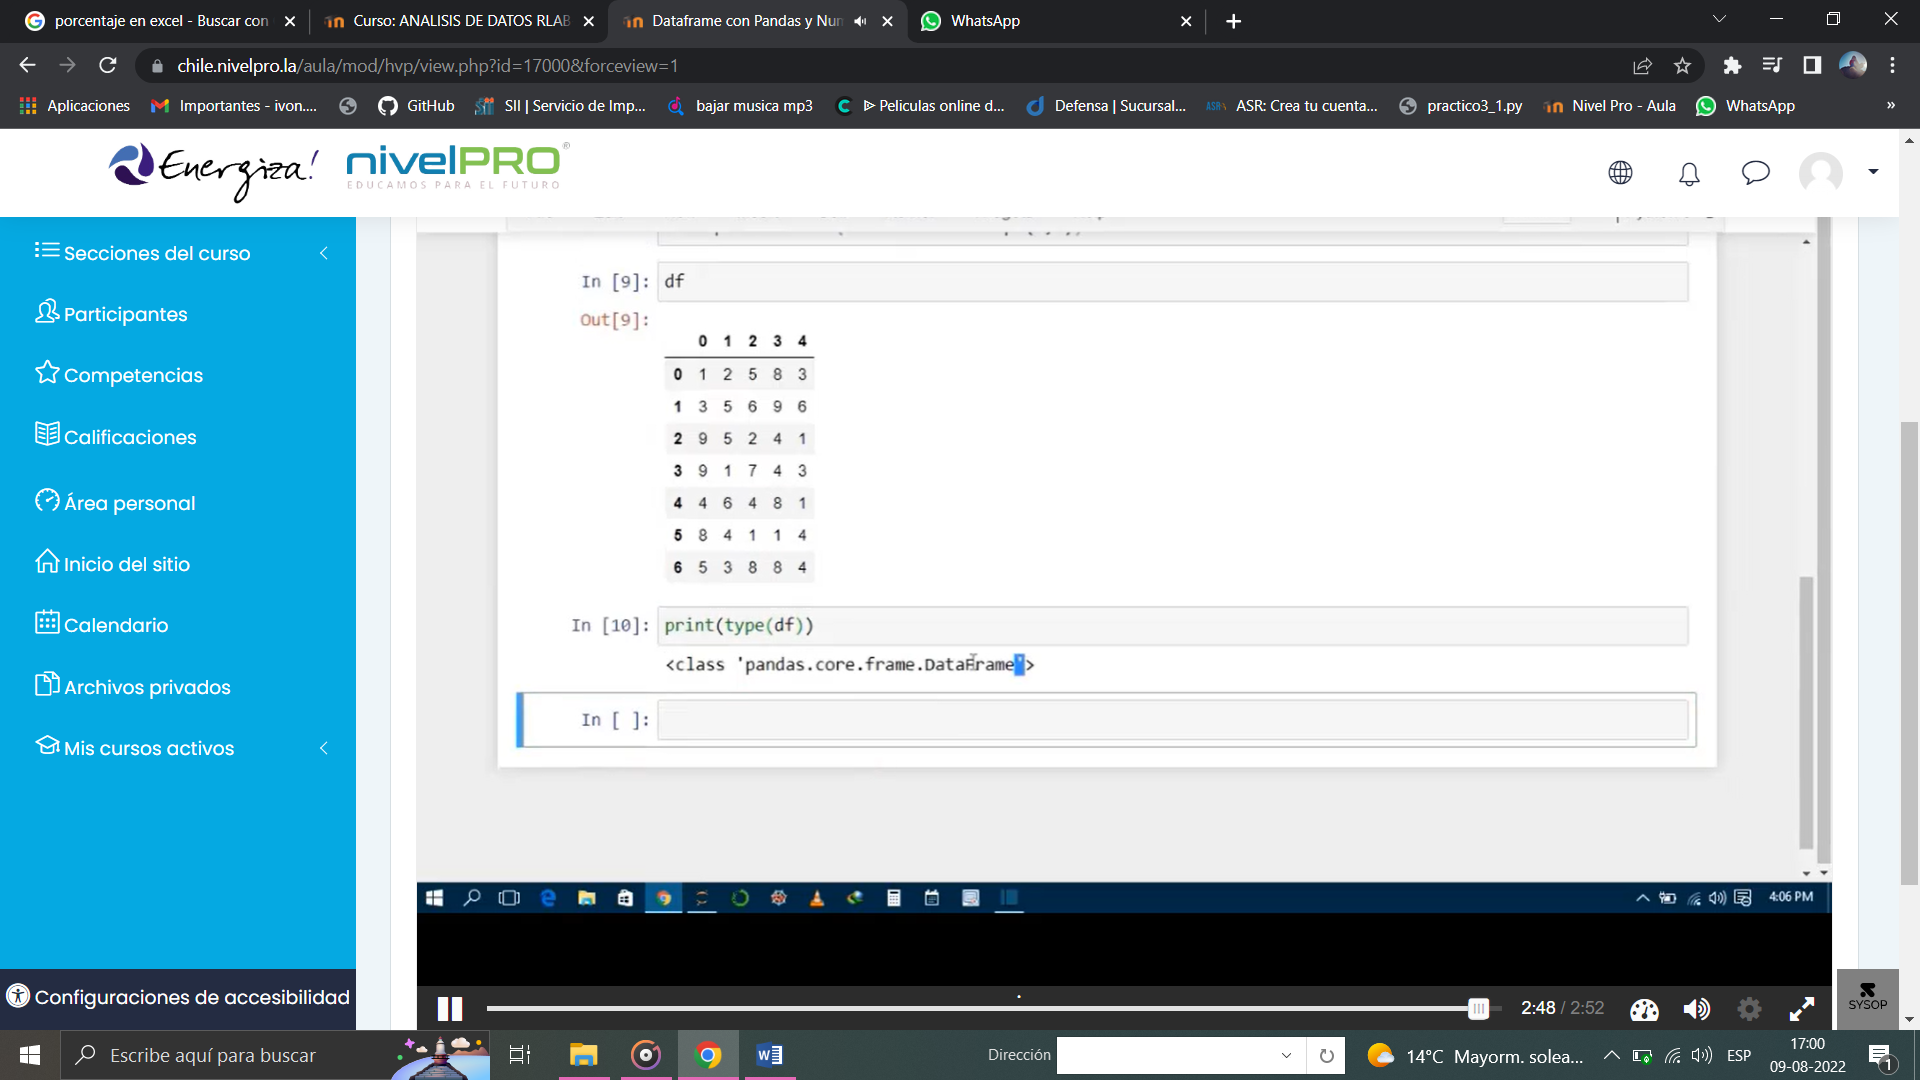 porcentaje en excel - Buscar con
Curso: ANALISIS DE DATOS RLAB
Dataframe con Pandas y Nur
WhatsApp
chile.nivelpro.la/aula/mod/hvp/view.php?id=17000&forceview=1
Aplicaciones
Importantes - ivon....
GitHub
SII | Servicio de Imp...
bajar musica mp3
Peliculas online d...
Defensa | Sucursal...
ASR: Crea tu cuenta...
practico3_1.py
Nivel Pro - Aula
WhatsApp
»
Energiza!
nivelPRO®
EDUCAMOS PARA EL FUTURO
Secciones del curso
Participantes
Competencias
Calificaciones
Área personal
Inicio del sitio
Calendario
Archivos privados
Mis cursos activos
Configuraciones de accesibilidad
In [9]: df
Out[9]:
0 1 2 3 4
0 1 2 5 8 3
1 3 5 6 9 6
2 9 5 2 4 1
3 9 1 7 4 3
4 4 6 4 8 1
5 8 4 1 1 4
6 5 3 8 8 4
In [10]: print(type(df))
<class 'pandas.core.frame.DataFrame'>
In [ ]:
4:06 PM
2:48 / 2:52
SYSOP
Escribe aquí para buscar
Dirección
14°C Mayorm. solea...
ESP
17:00
09-08-2022
1